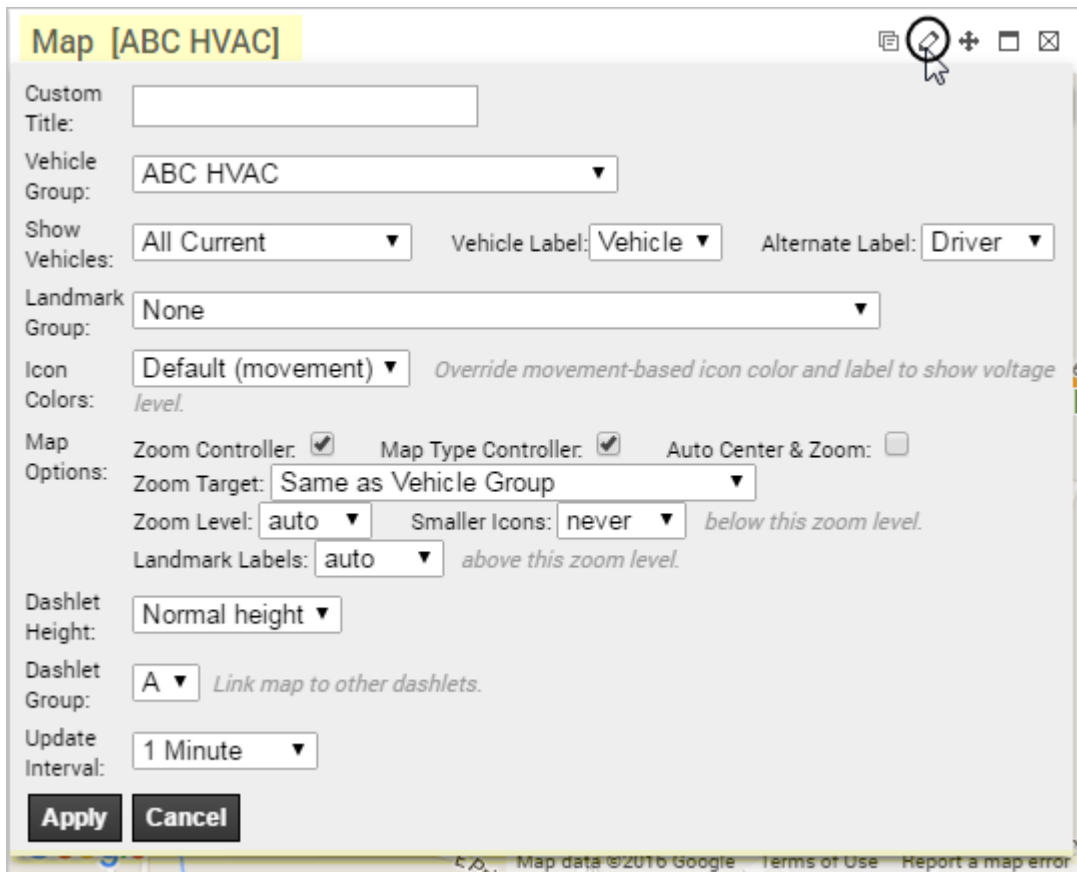 Map [ABC HVAC]
Custom
Title:
Vehicle
Group:
ABC HVAC
Show
Vehicles:
All Current
Vehicle Label: Vehicle
Alternate Label: Driver
Landmark
Group:
None
Icon
Colors:
Default (movement)
Override movement-based icon color and label to show voltage
level.
Map
Options:
Zoom Controller:
Map Type Controller:
Auto Center & Zoom:
Zoom Target: Same as Vehicle Group
Zoom Level: auto
Smaller Icons: never
below this zoom level.
Landmark Labels: auto
above this zoom level.
Dashlet
Height:
Normal height
Dashlet
Group:
A
Link map to other dashlets.
Update
Interval:
1 Minute
Apply
Cancel
Map data ©2016 Google
Terms of Use
Report a map error